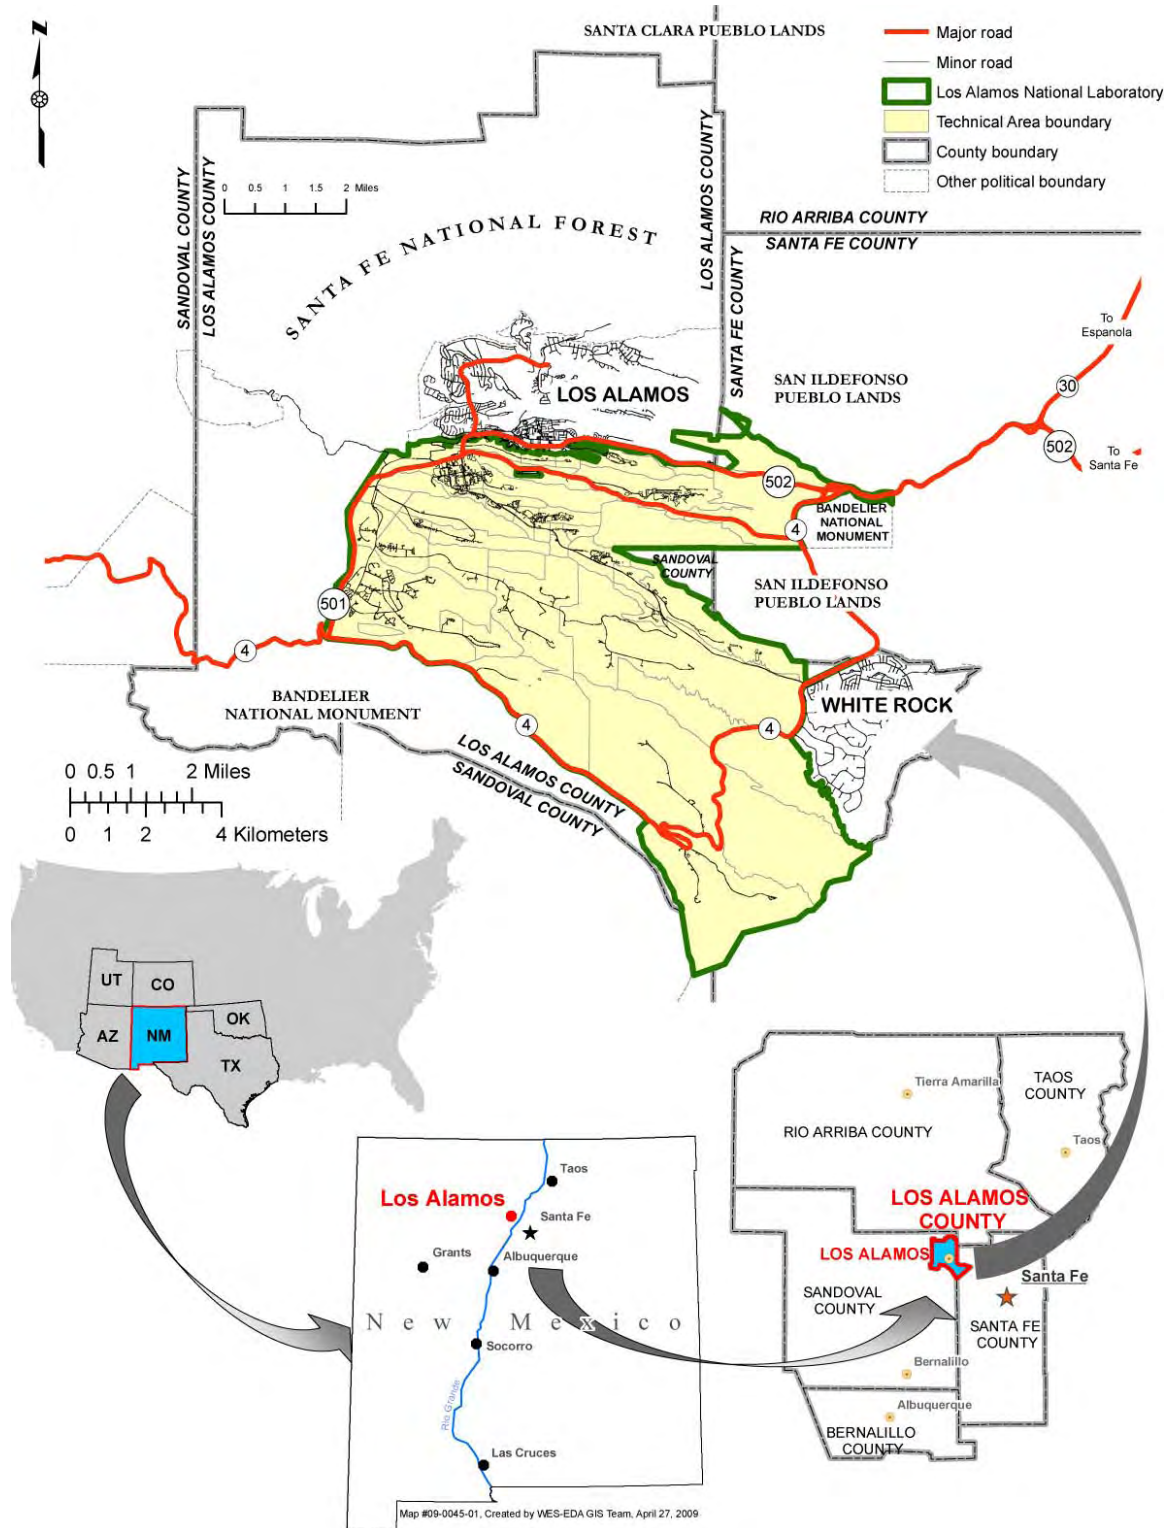 N
SANTA CLARA PUEBLO LANDS
Major road
Minor road
Los Alamos National Laboratory
Technical Area boundary
County boundary
Other political boundary
SANDOVAL COUNTY
LOS ALAMOS COUNTY
0 0.5 1 1.5 2 Miles
LOS ALAMOS COUNTY
SANTA FE COUNTY
RIO ARRIBA COUNTY
SANTA FE COUNTY
SANTA FE NATIONAL FOREST
To
Espanola
30
LOS ALAMOS
SAN ILDEFONSO
PUEBLO LANDS
502
To
Santa Fe
502
4
BANDELIER
NATIONAL
MONUMENT
SANDOVAL
COUNTY
SAN ILDEFONSO
PUEBLO LANDS
501
4
BANDELIER
NATIONAL MONUMENT
WHITE ROCK
4
4
LOS ALAMOS COUNTY
SANDOVAL COUNTY
0 0.5 1 2 Miles
0 1 2 4 Kilometers
UT
CO
AZ
NM
OK
TX
Taos
Los Alamos
Santa Fe
Grants
Albuquerque
New Mexico
Socorro
Rio Grande
Las Cruces
Map #09-0045-01, Created by WES-EDA GIS Team, April 27, 2009
Tierra Amarilla
TAOS
COUNTY
RIO ARRIBA COUNTY
Taos
LOS ALAMOS
COUNTY
LOS ALAMOS
Santa Fe
SANDOVAL
COUNTY
SANTA FE
COUNTY
Bernalillo
Albuquerque
BERNALILLO
COUNTY